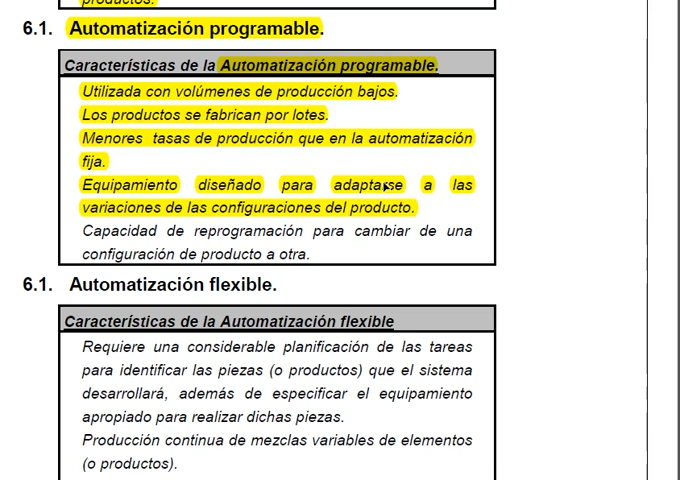 productos.
6.1. Automatización programable.
Características de la Automatización programable.
Utilizada con volúmenes de producción bajos.
Los productos se fabrican por lotes.
Menores tasas de producción que en la automatización
fija.
Equipamiento diseñado para adaptarse a las
variaciones de las configuraciones del producto.
Capacidad de reprogramación para cambiar de una
configuración de producto a otra.
6.1. Automatización flexible.
Características de la Automatización flexible
Requiere una considerable planificación de las tareas
para identificar las piezas (o productos) que el sistema
desarrollará, además de especificar el equipamiento
apropiado para realizar dichas piezas.
Producción continua de mezclas variables de elementos
(o productos).